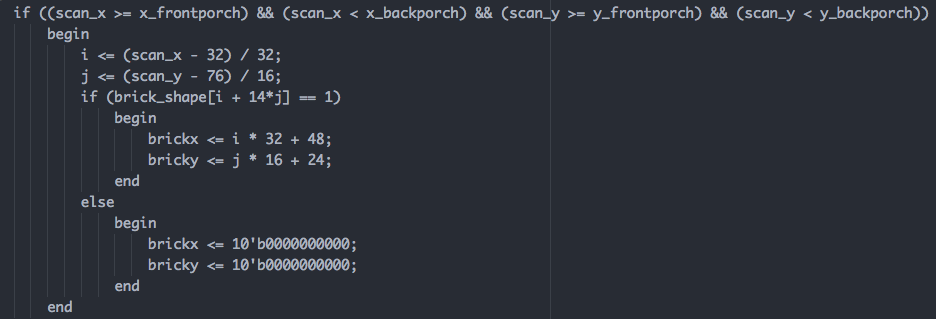 if ((scan_x >= x_frontporch) && (scan_x < x_backporch) && (scan_y >= y_frontporch) && (scan_y < y_backporch))
    begin
        i <= (scan_x - 32) / 32;
        j <= (scan_y - 76) / 16;
        if (brick_shape[i + 14*j] == 1)
            begin
                brickx <= i * 32 + 48;
                bricky <= j * 16 + 24;
            end
        else
            begin
                brickx <= 10'b0000000000;
                bricky <= 10'b0000000000;
            end
    end